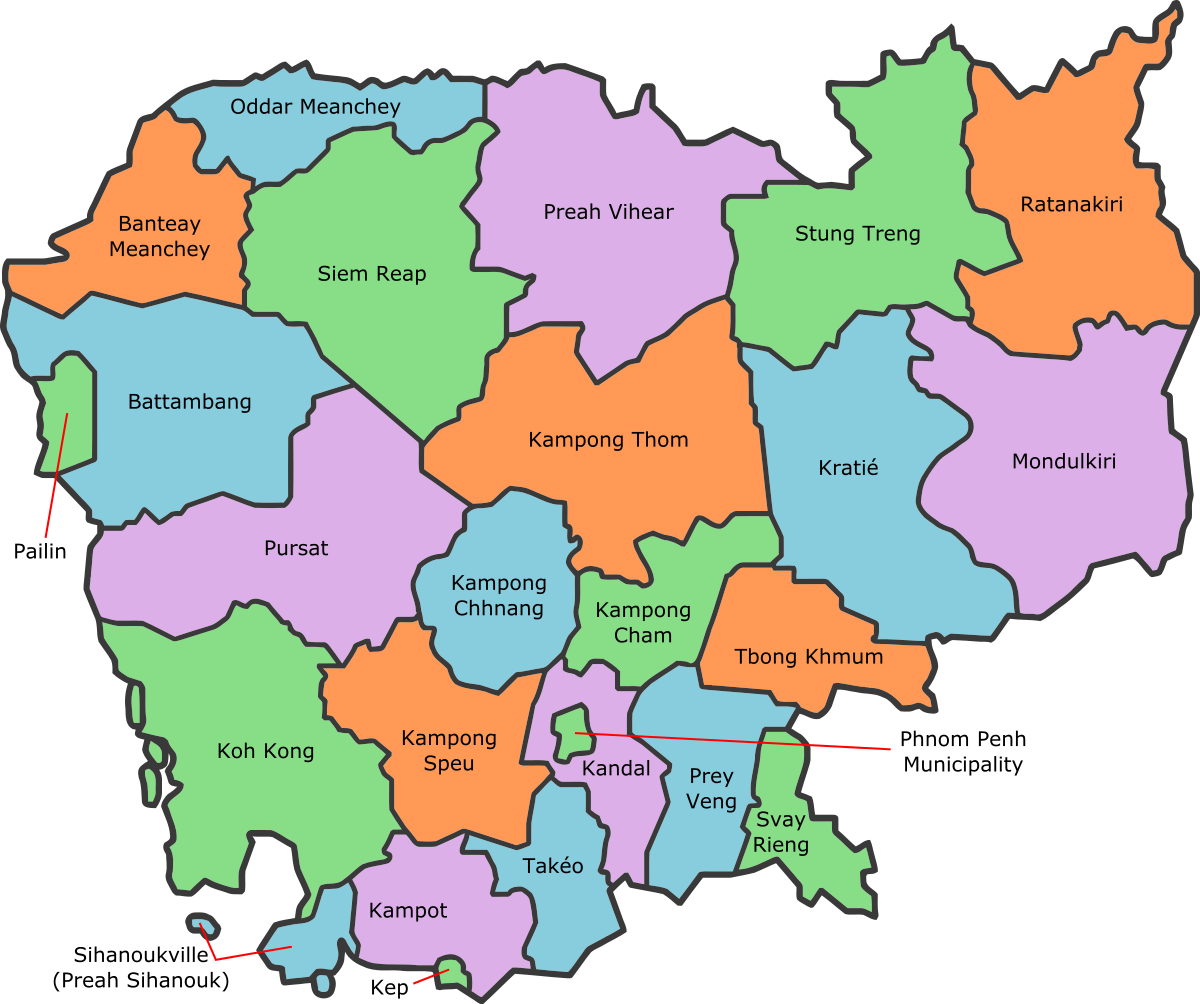 Oddar Meanchey
Banteay
Meanchey
Siem Reap
Preah Vihear
Stung Treng
Ratanakiri
Battambang
Kampong Thom
Kratié
Mondulkiri
Pailin
Pursat
Kampong
Chhnang
Kampong
Cham
Tbong Khmum
Koh Kong
Kampong
Speu
Kandal
Prey
Veng
Phnom Penh
Municipality
Svay
Rieng
Takéo
Kampot
Sihanoukville
(Preah Sihanouk)
Kep